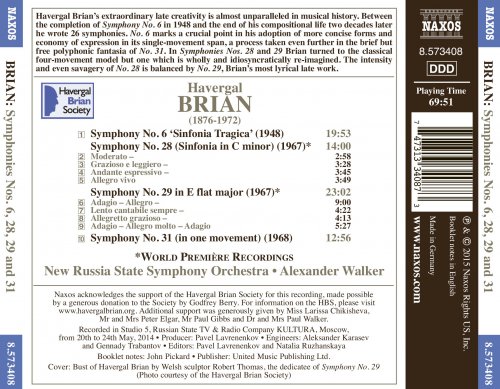 NAXOS
BRIAN: Symphonies Nos. 6, 28, 29 and 31
8.573408
Havergal Brian's extraordinary late creativity is almost unparalleled in musical history. Between
the completion of Symphony No. 6 in 1948 and the end of his compositional life two decades later
he wrote 26 symphonies. No. 6 marks a crucial point in his adoption of more concise forms and
economy of expression in its single-movement span, a process taken even further in the brief but
free polyphonic fantasia of No. 31. In Symphonies Nos. 28 and 29 Brian turned to the classical
four-movement model but one which is wholly and idiosyncratically re-imagined. The intensity
and even savagery of No. 28 is balanced by No. 29, Brian's most lyrical late work.
Havergal
Brian
Society
Havergal
BRIAN
(1876-1972)
1 Symphony No. 6 ‘Sinfonia Tragica’ (1948) 19:53
Symphony No. 28 (Sinfonia in C minor) (1967)* 14:00
2 Moderato – 2:58
3 Grazioso e leggiero – 3:28
4 Andante espressivo – 3:45
5 Allegro vivo 3:49
Symphony No. 29 in E flat major (1967)* 23:02
6 Adagio – Allegro – 9:00
7 Lento cantabile sempre – 4:22
8 Allegretto grazioso – 4:13
9 Adagio – Allegro molto – Adagio 5:27
10 Symphony No. 31 (in one movement) (1968) 12:56
*WORLD PREMIÈRE RECORDINGS
New Russia State Symphony Orchestra • Alexander Walker
Naxos acknowledges the support of the Havergal Brian Society for this recording, made possible
by a generous donation to the Society by Godfrey Berry. For information on the HBS, please visit
www.havergalbrian.org. Additional support was generously given by Miss Larissa Chikisheva,
Mr and Mrs Peter Elgar, Mr Paul Gibbs and Dr and Mrs Paul Walker.
Recorded in Studio 5, Russian State TV & Radio Company KULTURA, Moscow,
from 20th to 24th May, 2014 • Producer: Pavel Lavrenenkov • Engineers: Aleksander Karasev
and Gennady Trabantov • Editors: Pavel Lavrenenkov and Natalia Ruzhanskaya
Booklet notes: John Pickard • Publisher: United Music Publishing Ltd.
Cover: Bust of Havergal Brian by Welsh sculptor Robert Thomas, the dedicatee of Symphony No. 29
(Photo courtesy of the Havergal Brian Society)
NAXOS
8.573408
DDD
Playing Time
69:51
7 47313 34087 3
℗ & © 2015 Naxos Rights US, Inc.
Booklet notes in English
Made in Germany
www.naxos.com
NAXOS
BRIAN: Symphonies Nos. 6, 28, 29 and 31
8.573408